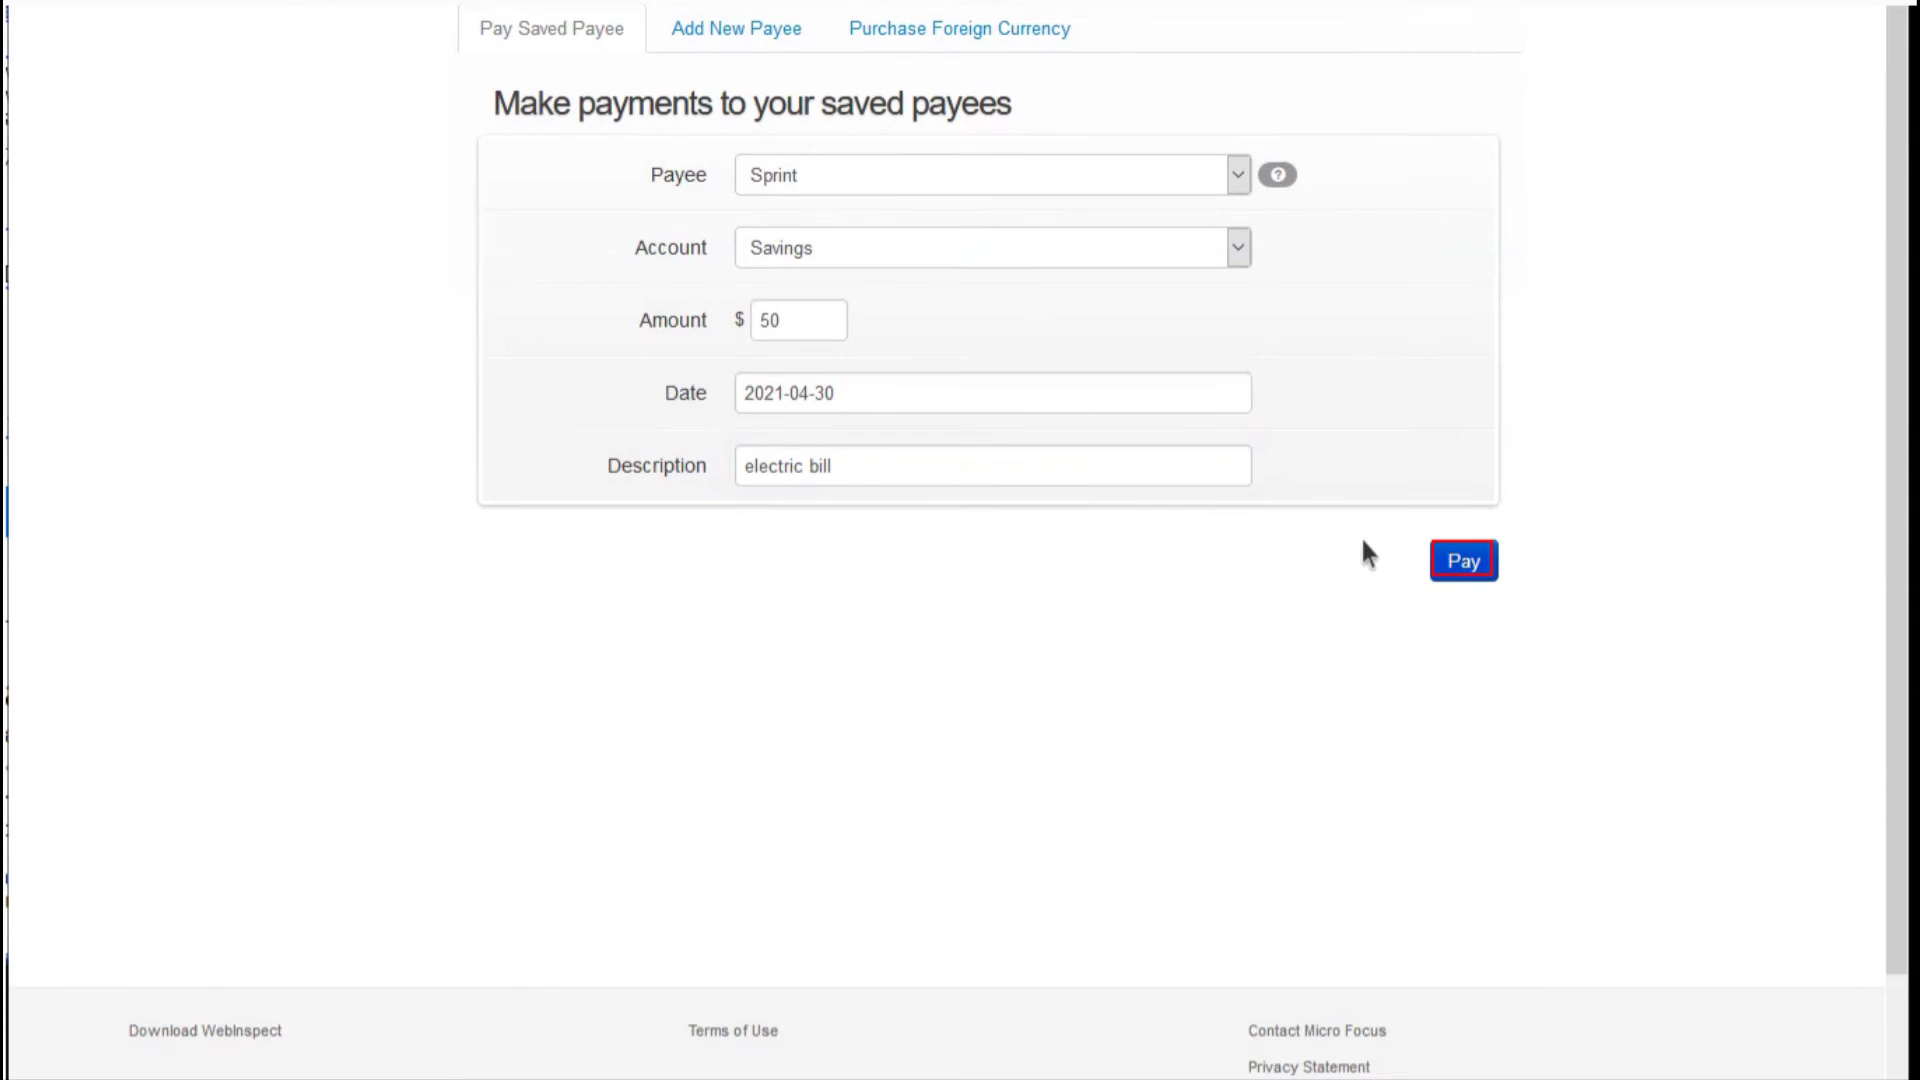 Pay Saved Payee Add New Payee Purchase Foreign Currency
Make payments to your saved payees
Payee Sprint ?
Account Savings
Amount $ 50
Date 2021-04-30
Description electric bill
Pay
Download WebInspect Terms of Use Contact Micro Focus
Privacy Statement